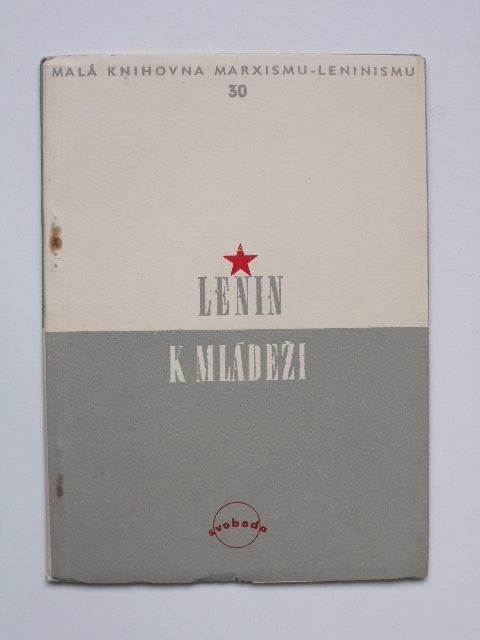 MALÁ KNIHOVNA MARXISMU-LENINISMU
30
LENIN
K MLÁDEŽI
svoboda